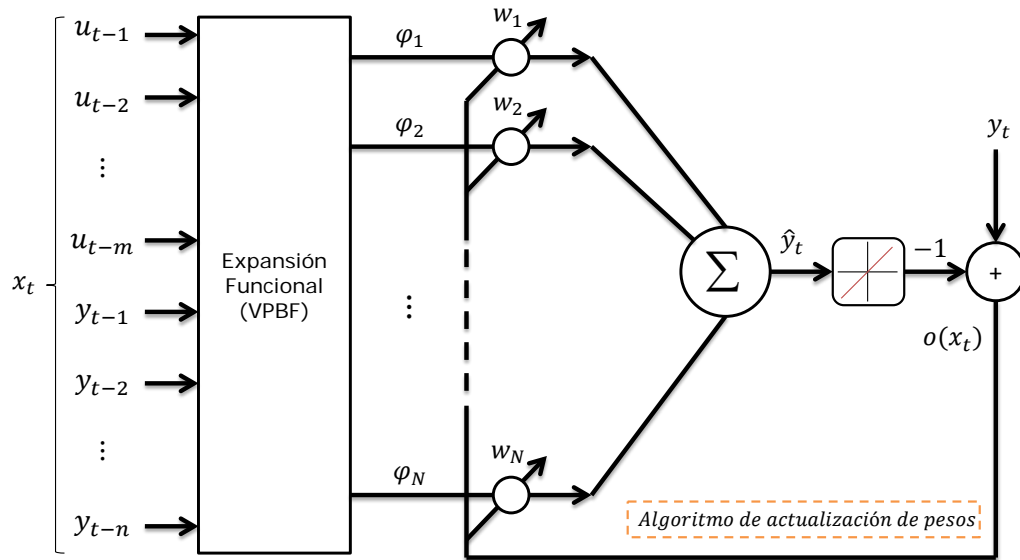 x_t
u_{t−1}
u_{t−2}
⋮
u_{t−m}
y_{t−1}
y_{t−2}
⋮
y_{t−n}
Expansión
Funcional
(VPBF)
φ_1
φ_2
⋮
φ_N
w_1
w_2
w_N
Σ
ŷ_t
−1
y_t
+
o(x_t)
Algoritmo de actualización de pesos